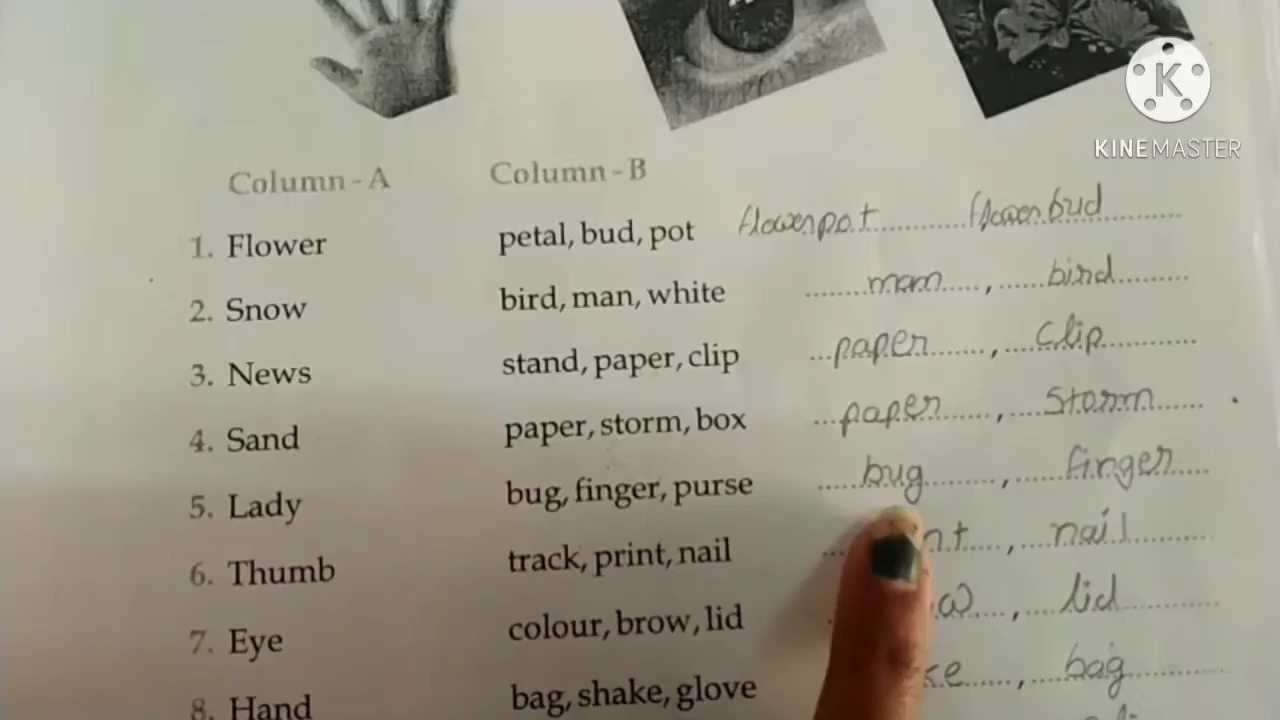 KINEMASTER
Column - A Column - B
1. Flower petal, bud, pot flowerpot flowerbud
2. Snow bird, man, white man, bird
3. News stand, paper, clip paper, Clip
4. Sand paper, storm, box paper, Storm
5. Lady bug, finger, purse bug, finger
6. Thumb track, print, nail nt, nail
7. Eye colour, brow, lid w, lid
8. Hand bag, shake, glove ke, bag